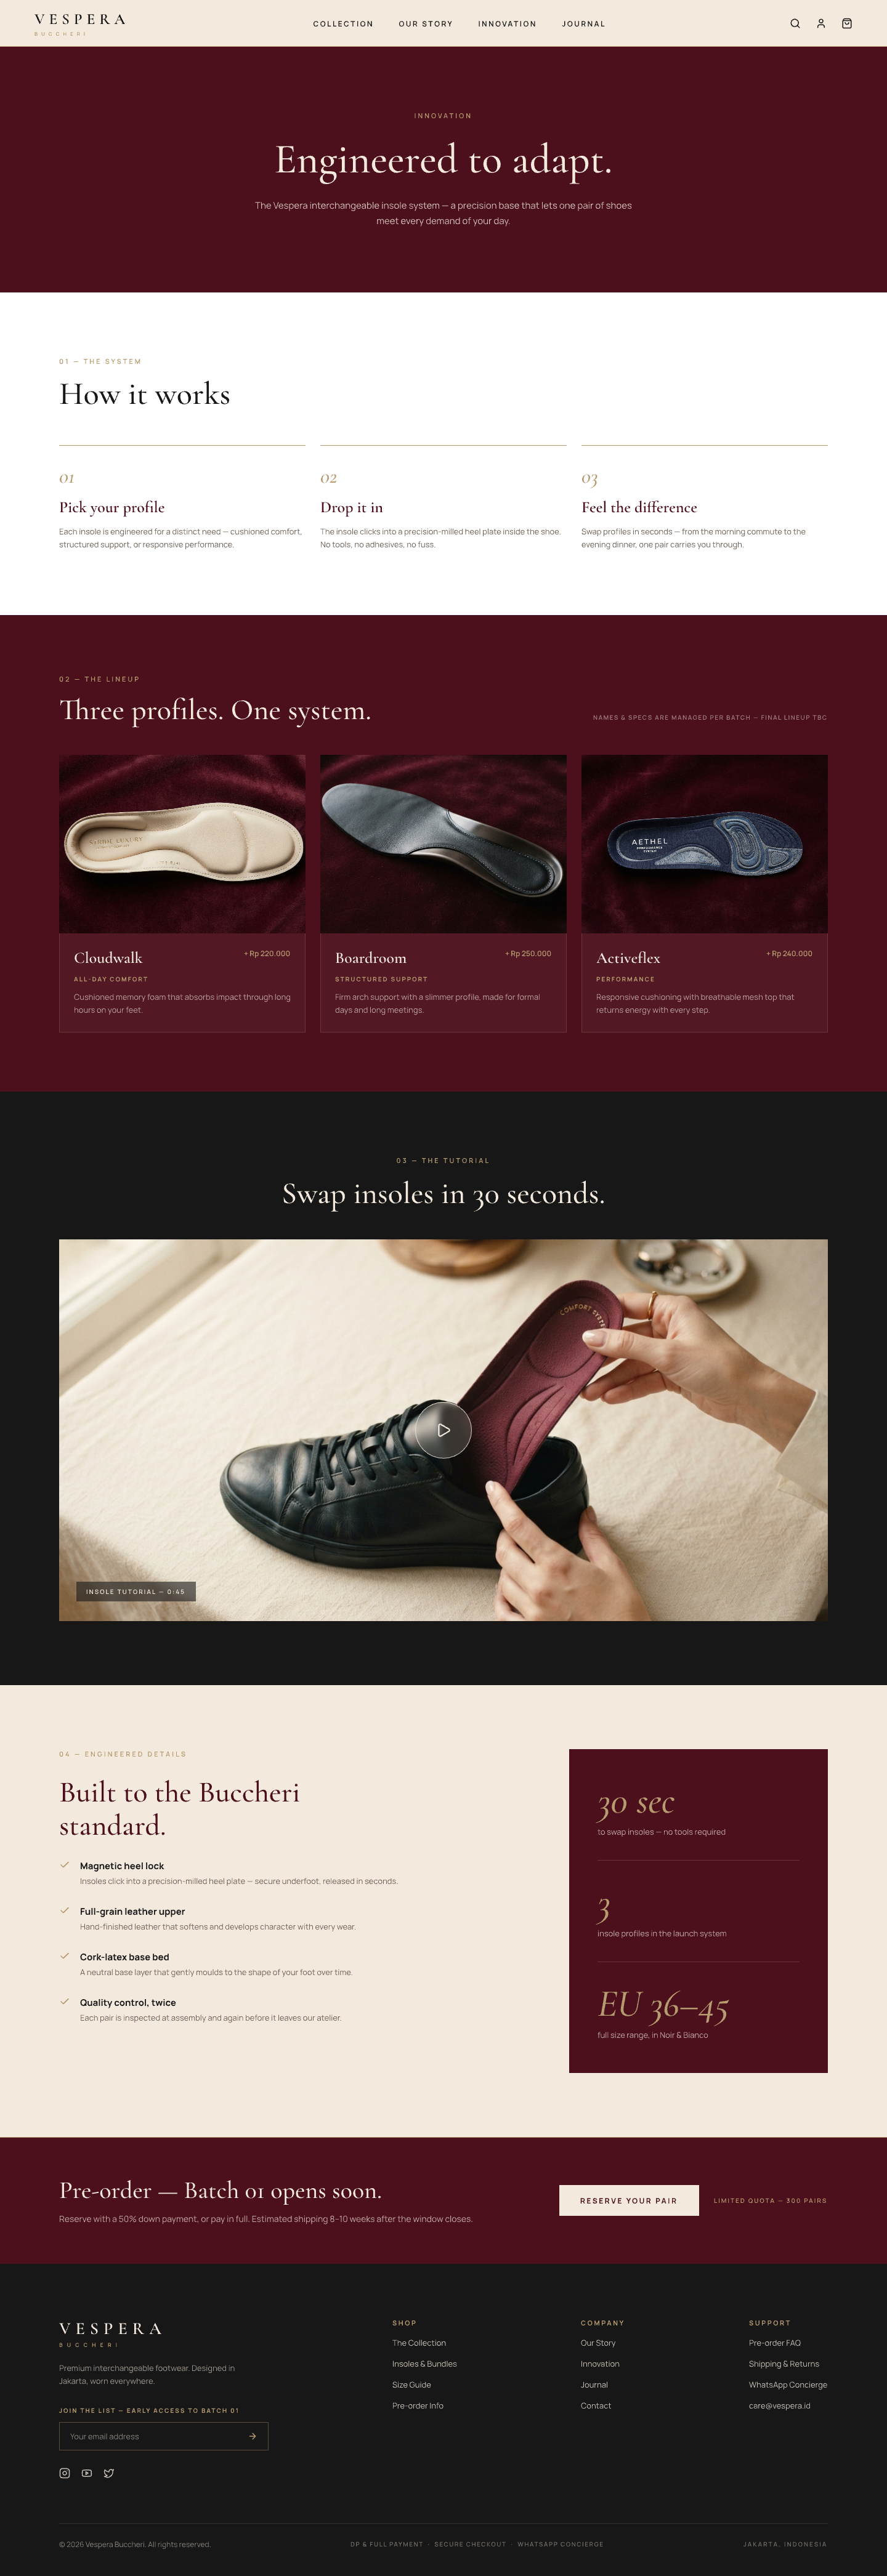 VESPERA
BUCCHERI
COLLECTION
OUR STORY
INNOVATION
JOURNAL
INNOVATION
Engineered to adapt.
The Vespera interchangeable insole system — a precision base that lets one pair of shoes
meet every demand of your day.
01 — THE SYSTEM
How it works
01
Pick your profile
Each insole is engineered for a distinct need — cushioned comfort,
structured support, or responsive performance.
02
Drop it in
The insole clicks into a precision-milled heel plate inside the shoe.
No tools, no adhesives, no fuss.
03
Feel the difference
Swap profiles in seconds — from the morning commute to the
evening dinner, one pair carries you through.
02 — THE LINEUP
Three profiles. One system.
NAMES & SPECS ARE MANAGED PER BATCH — FINAL LINEUP TBC
AETHEL
Cloudwalk
+ Rp 220.000
ALL-DAY COMFORT
Cushioned memory foam that absorbs impact through long
hours on your feet.
Boardroom
+ Rp 250.000
STRUCTURED SUPPORT
Firm arch support with a slimmer profile, made for formal
days and long meetings.
Activeflex
+ Rp 240.000
PERFORMANCE
Responsive cushioning with breathable mesh top that
returns energy with every step.
03 — THE TUTORIAL
Swap insoles in 30 seconds.
COMFORT
INSOLE TUTORIAL — 0:45
04 — ENGINEERED DETAILS
Built to the Buccheri
standard.
Magnetic heel lock
Insoles click into a precision-milled heel plate — secure underfoot, released in seconds.
Full-grain leather upper
Hand-finished leather that softens and develops character with every wear.
Cork-latex base bed
A neutral base layer that gently moulds to the shape of your foot over time.
Quality control, twice
Each pair is inspected at assembly and again before it leaves our atelier.
30 sec
to swap insoles — no tools required
3
insole profiles in the launch system
EU 36–45
full size range, in Noir & Bianco
Pre-order — Batch 01 opens soon.
Reserve with a 50% down payment, or pay in full. Estimated shipping 8–10 weeks after the window closes.
RESERVE YOUR PAIR
LIMITED QUOTA — 300 PAIRS
VESPERA
BUCCHERI
Premium interchangeable footwear. Designed in
Jakarta, worn everywhere.
JOIN THE LIST — EARLY ACCESS TO BATCH 01
Your email address
SHOP
The Collection
Insoles & Bundles
Size Guide
Pre-order Info
COMPANY
Our Story
Innovation
Journal
Contact
SUPPORT
Pre-order FAQ
Shipping & Returns
WhatsApp Concierge
care@vespera.id
© 2026 Vespera Buccheri. All rights reserved.
DP & FULL PAYMENT · SECURE CHECKOUT · WHATSAPP CONCIERGE
JAKARTA, INDONESIA